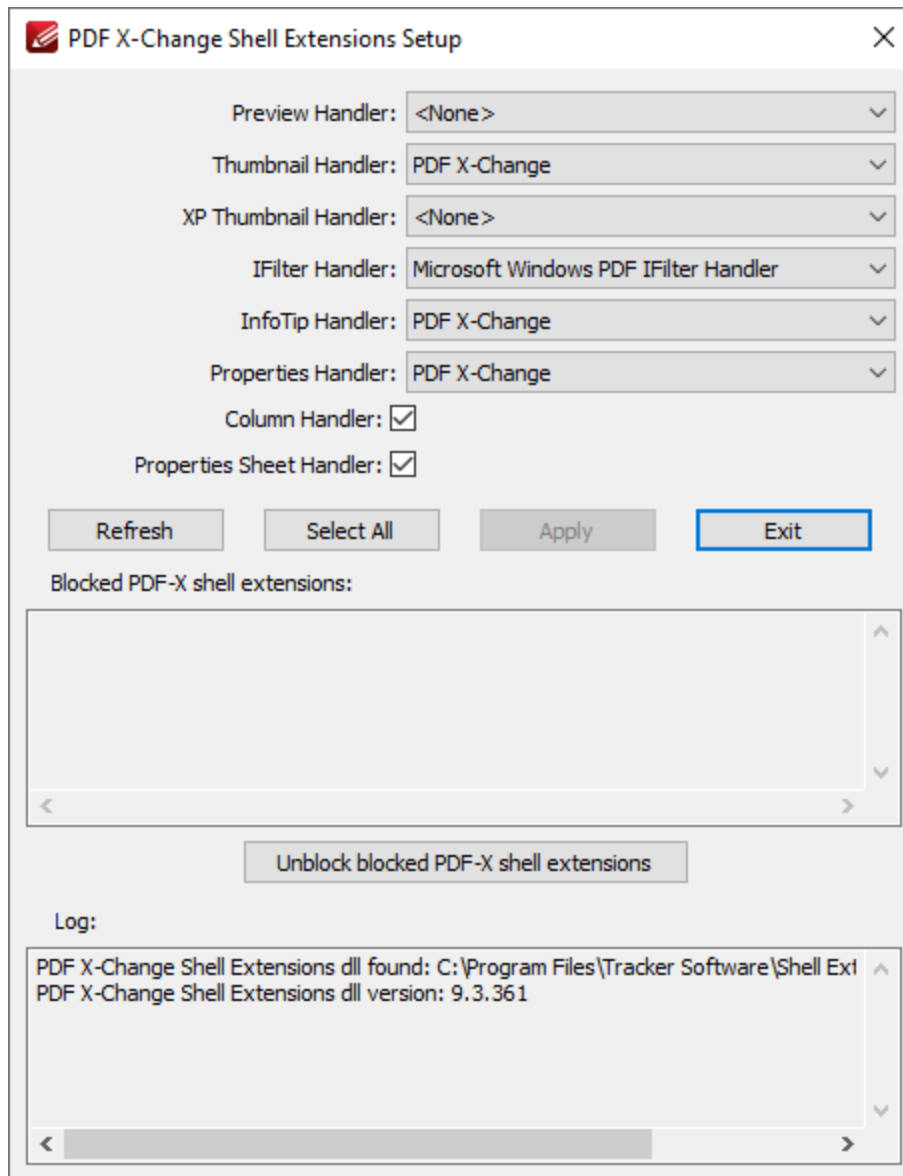 PDF X-Change Shell Extensions Setup
Preview Handler: <None>
Thumbnail Handler: PDF X-Change
XP Thumbnail Handler: <None>
IFilter Handler: Microsoft Windows PDF IFilter Handler
InfoTip Handler: PDF X-Change
Properties Handler: PDF X-Change
Column Handler:
Properties Sheet Handler:
Refresh Select All Apply Exit
Blocked PDF-X shell extensions:
Unblock blocked PDF-X shell extensions
Log:
PDF X-Change Shell Extensions dll found: C:\Program Files\Tracker Software\Shell Ext
PDF X-Change Shell Extensions dll version: 9.3.361